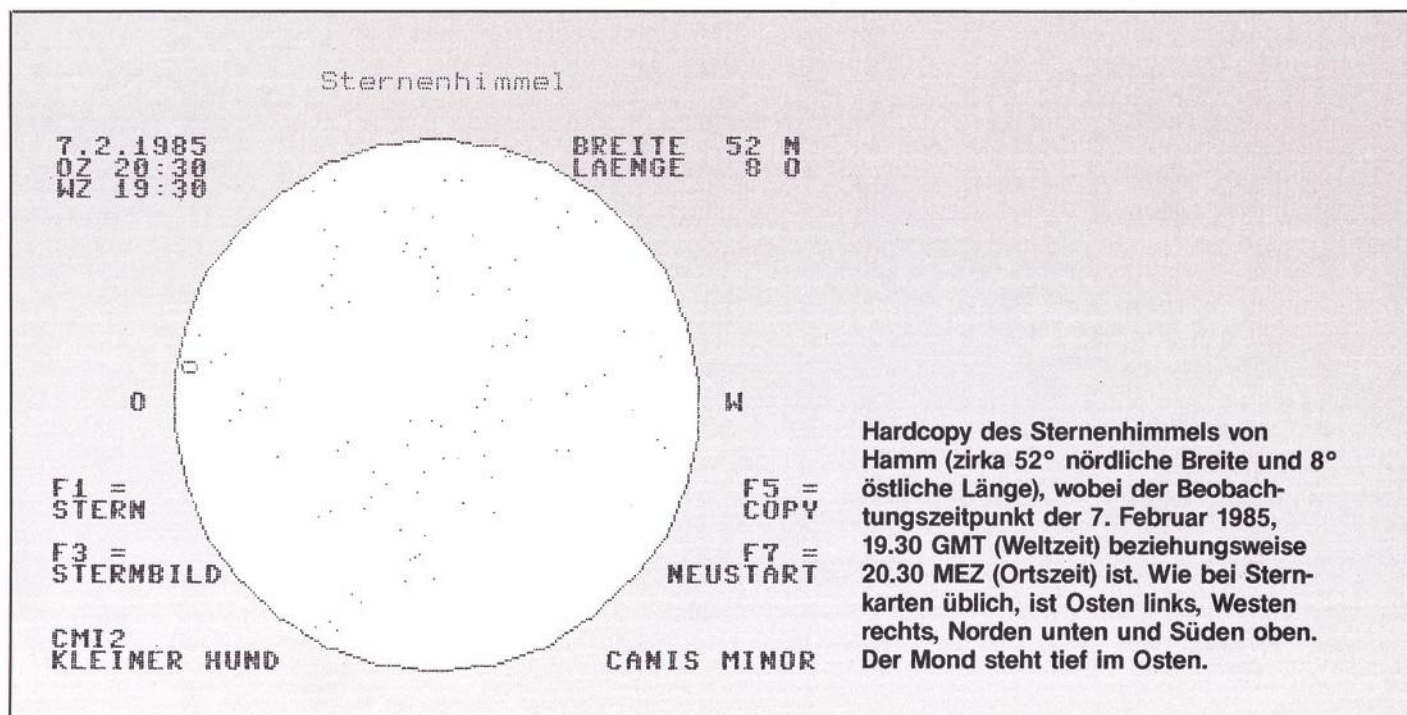 Sternenhimmel
7.2.1985
OZ 20:30
WZ 19:30
BREITE 52 N
LAENGE 8 O
O
W
F1 =
STERN
F3 =
STERNBILD
F5 =
COPY
F7 =
NEUSTART
CMI2
KLEINER HUND
CANIS MINOR
Hardcopy des Sternenhimmels von
Hamm (zirka 52° nördliche Breite und 8°
östliche Länge), wobei der Beobach-
tungszeitpunkt der 7. Februar 1985,
19.30 GMT (Weltzeit) beziehungsweise
20.30 MEZ (Ortszeit) ist. Wie bei Stern-
karten üblich, ist Osten links, Westen
rechts, Norden unten und Süden oben.
Der Mond steht tief im Osten.